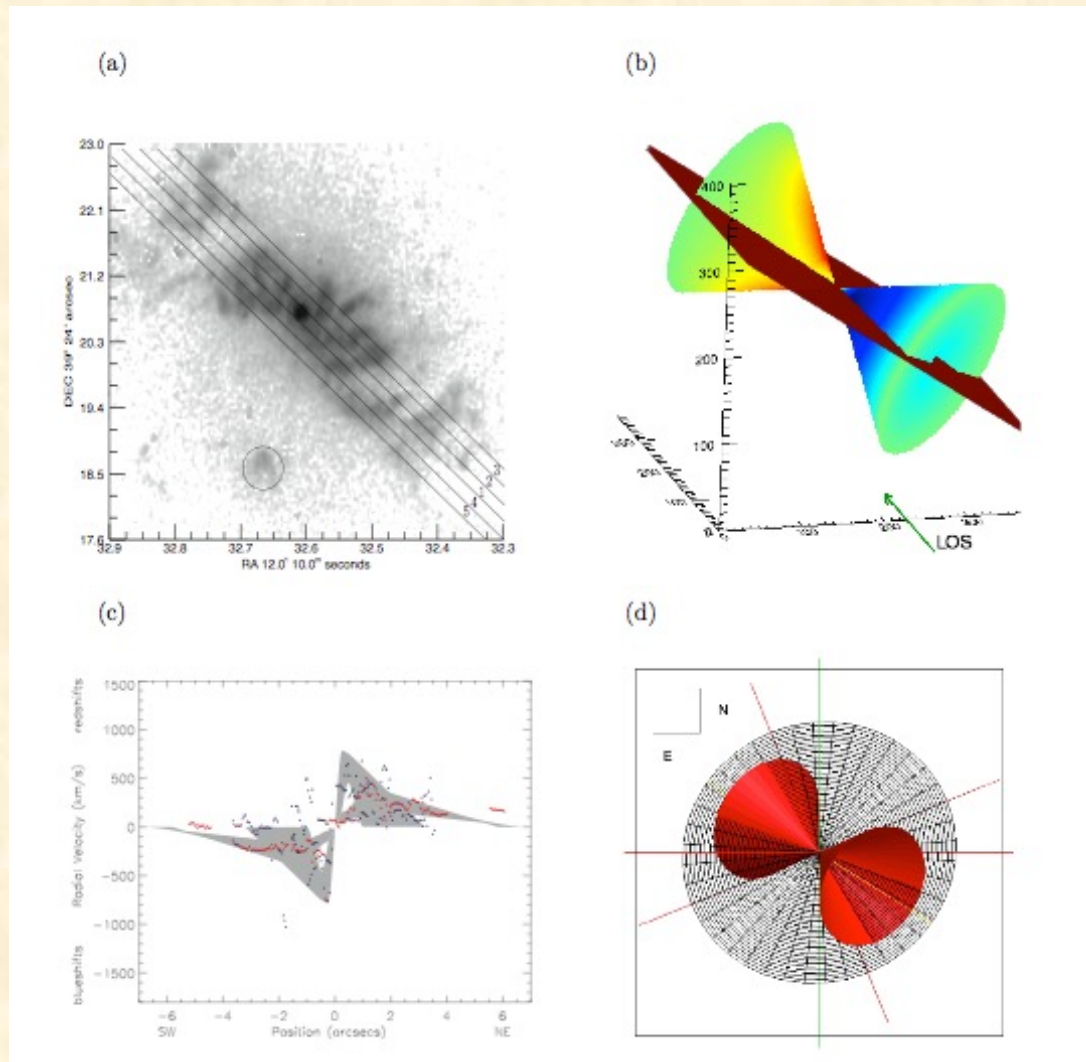 (a)
(b)
23.0
22.1
21.2
20.3
19.4
18.5
17.6
DEC 39° 24' arcsec
32.9 32.8 32.7 32.6 32.5 32.4 32.3
RA 12.0° 10.0ᵐ seconds
400
300
200
100
LOS
(c)
(d)
1500
1000
500
0
-500
-1000
-1500
blueshifts Radial Velocity (km/s) redshifts
-6 -4 -2 0 2 4 6
SW Position (arcsecs) NE
N
E